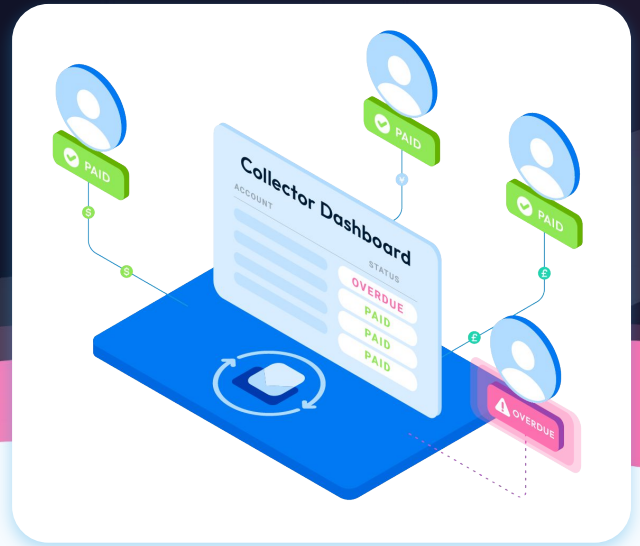 PAID
PAID
PAID
Collector Dashboard
ACCOUNT
STATUS
OVERDUE
PAID
PAID
PAID
$
$
¥
£
£
OVERDUE